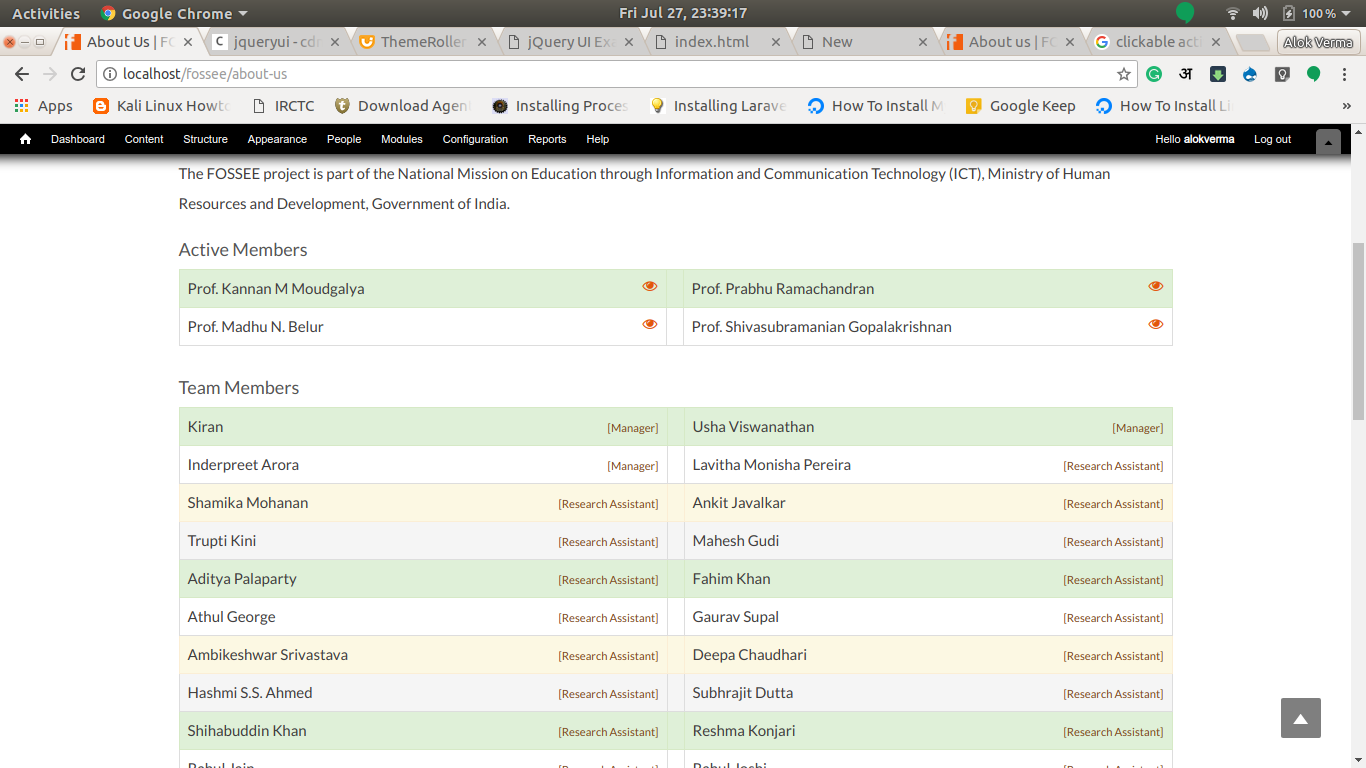 Activities Google Chrome Fri Jul 27, 23:39:17 100 %
About Us | FO jqueryui - cdn ThemeRoller jQuery UI Exa index.html New About us | FO clickable acti Alok Verma
localhost/fossee/about-us
Apps Kali Linux Howto IRCTC Download Agen Installing Proces Installing Larave How To Install M Google Keep How To Install Li »
Dashboard Content Structure Appearance People Modules Configuration Reports Help Hello alokverma Log out
The FOSSEE project is part of the National Mission on Education through Information and Communication Technology (ICT), Ministry of Human
Resources and Development, Government of India.
Active Members
Prof. Kannan M Moudgalya Prof. Prabhu Ramachandran
Prof. Madhu N. Belur Prof. Shivasubramanian Gopalakrishnan
Team Members
Kiran [Manager] Usha Viswanathan [Manager]
Inderpreet Arora [Manager] Lavitha Monisha Pereira [Research Assistant]
Shamika Mohanan [Research Assistant] Ankit Javalkar [Research Assistant]
Trupti Kini [Research Assistant] Mahesh Gudi [Research Assistant]
Aditya Palaparty [Research Assistant] Fahim Khan [Research Assistant]
Athul George [Research Assistant] Gaurav Supal [Research Assistant]
Ambikeshwar Srivastava [Research Assistant] Deepa Chaudhari [Research Assistant]
Hashmi S.S. Ahmed [Research Assistant] Subhrajit Dutta [Research Assistant]
Shihabuddin Khan [Research Assistant] Reshma Konjari [Research Assistant]
Rahul Jain [Research Assistant] Rahul Joshi [Research Assistant]